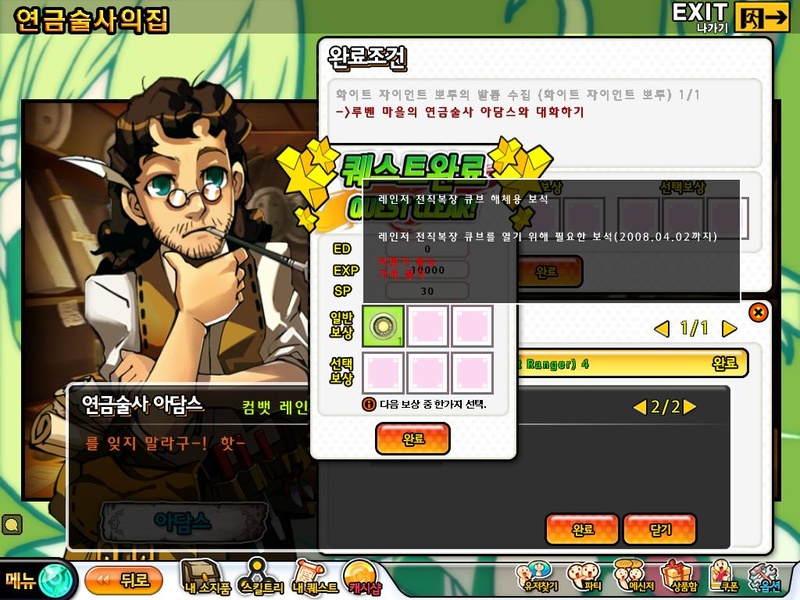 연금술사의집
EXIT
나가기
완료조건
화이트 자이언트 뽀루의 발톱 수집 (화이트 자이언트 뽀루) 1/1
->루벤 마을의 연금술사 아담스와 대화하기
퀘스트완료
QUEST CLEAR!
보상
선택보상
레인저 전직복장 큐브 해체용 보석
레인저 전직복장 큐브를 열기 위해 필요한 보석(2008.04.02까지)
ED 0
EXP 10000
SP 30
완료
일반
보상
1
선택
보상
다음 보상 중 한가지 선택.
완료
1/1
Ranger) 4
완료
2/2
연금술사 아담스
컴뱃 레인
를 잊지 말라구~! 핫~
아담스
완료
닫기
메뉴
뒤로
내 소지품
스킬트리
내 퀘스트
캐시샵
유저찾기
파티
메신저
상품함
쿠폰
옵션